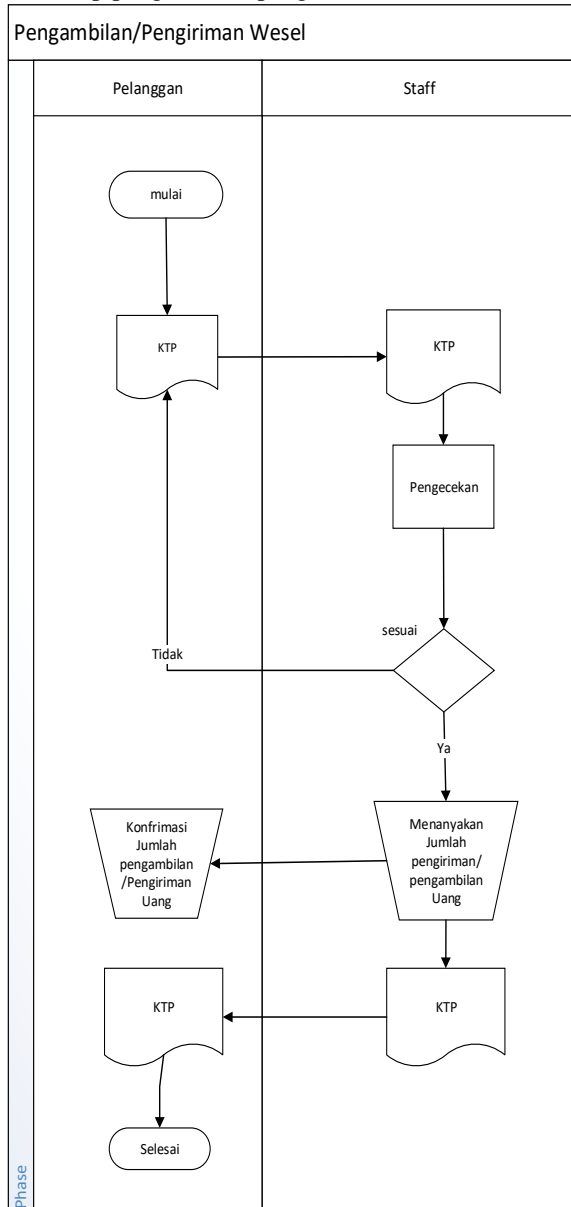 Pengambilan/Pengiriman Wesel
Pelanggan
Staff
mulai
KTP
KTP
Pengecekan
sesuai
Tidak
Ya
Konfrimasi
Jumlah
pengambilan
/Pengiriman
Uang
Menanyakan
Jumlah
pengiriman/
pengambilan
Uang
KTP
KTP
Selesai
Phase